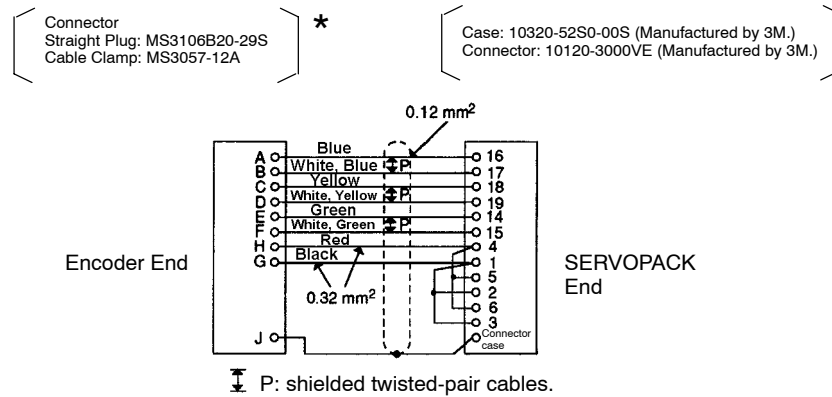 Connector
Straight Plug: MS3106B20-29S
Cable Clamp: MS3057-12A
*
Case: 10320-52S0-00S (Manufactured by 3M.)
Connector: 10120-3000VE (Manufactured by 3M.)
0.12 mm²
A Blue 16
B White, Blue P 17
C Yellow 18
D White, Yellow P 19
E Green 14
F White, Green P 15
H Red 4
G Black 1
5
2
6
3
Encoder End
0.32 mm²
SERVOPACK
End
J Connector
case
P: shielded twisted-pair cables.